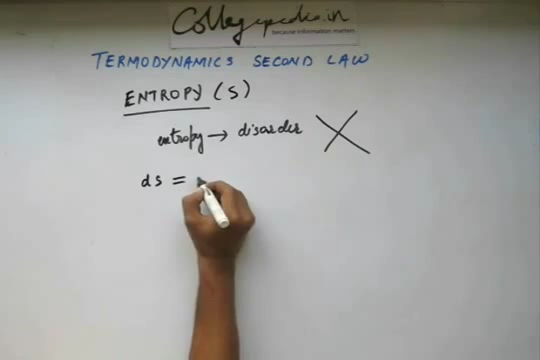 Collegepedia.in
because information matters
TERMODYNAMICS SECOND LAW
ENTROPY (S)
entropy → disorder
ds =